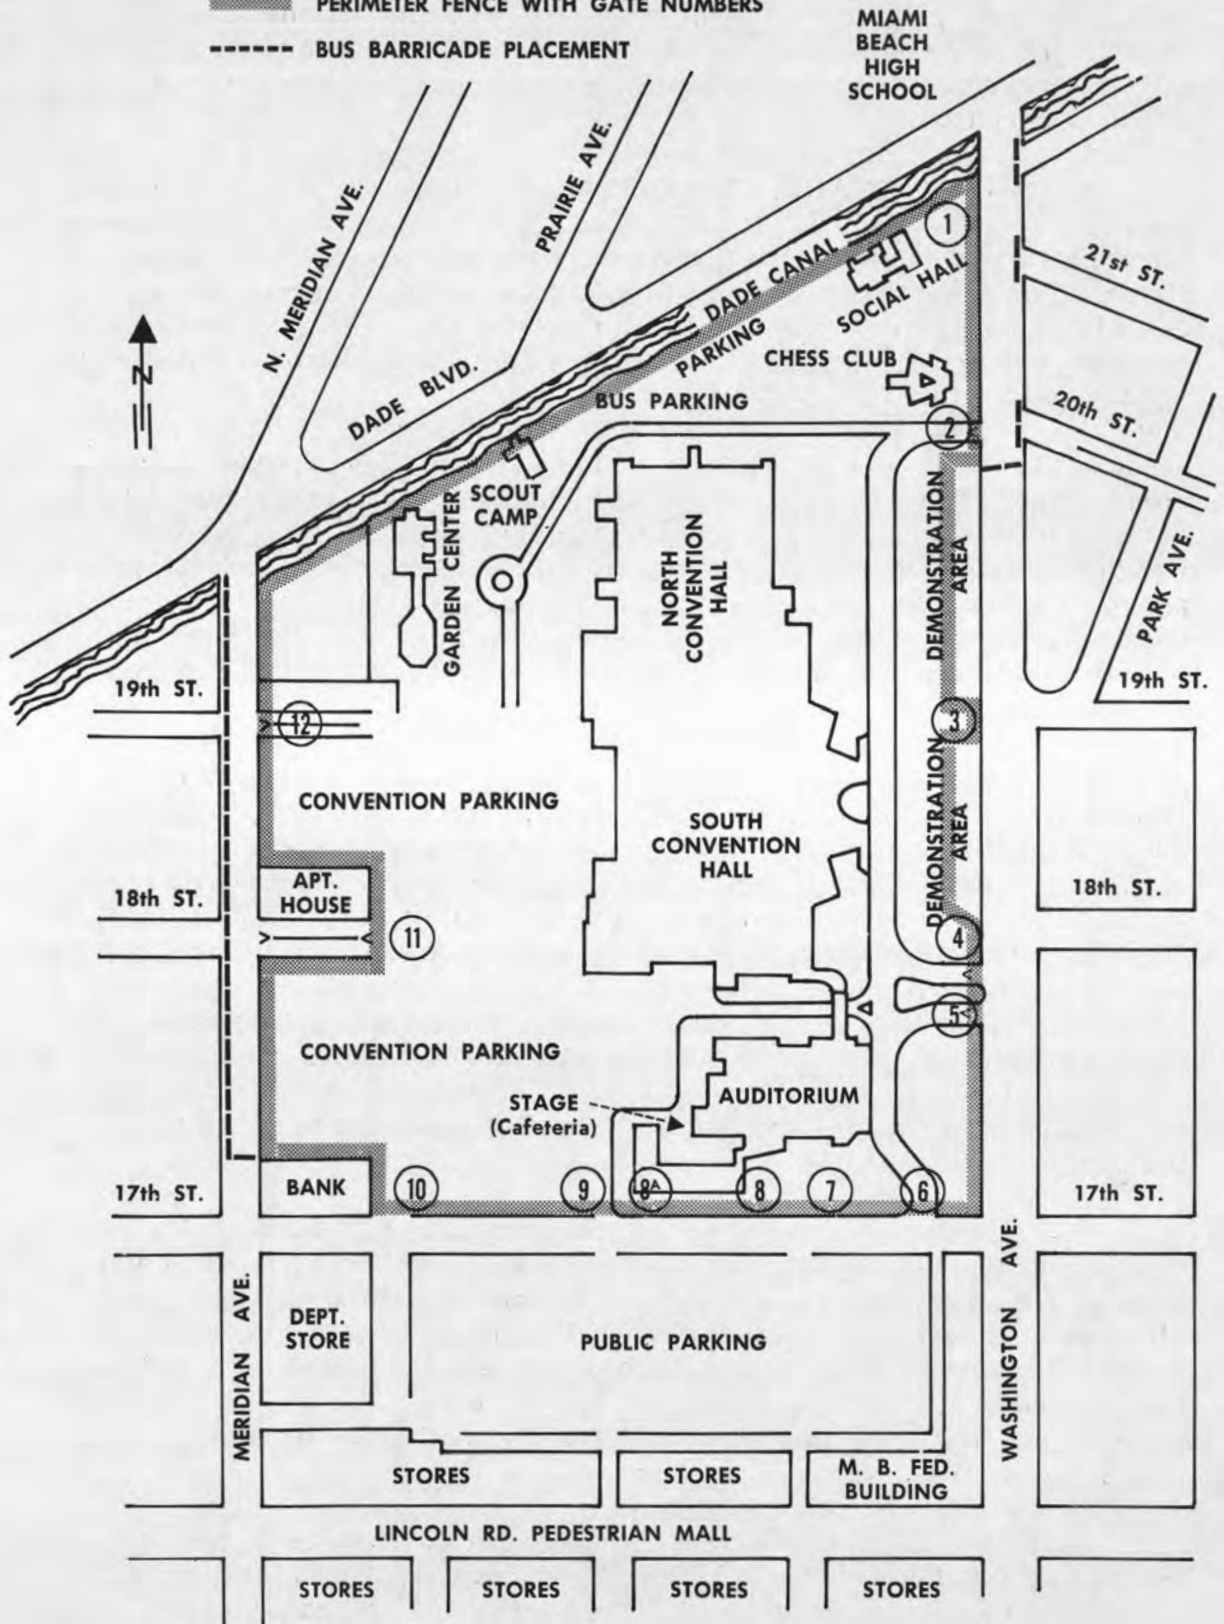 PERIMETER FENCE WITH GATE NUMBERS
BUS BARRICADE PLACEMENT
MIAMI
BEACH
HIGH
SCHOOL
N. MERIDIAN AVE.
PRAIRIE AVE.
DADE BLVD.
DADE CANAL
N
1
SOCIAL HALL
PARKING
CHESS CLUB
BUS PARKING
21st ST.
20th ST.
2
SCOUT
CAMP
GARDEN CENTER
NORTH
CONVENTION
HALL
DEMONSTRATION
AREA
PARK AVE.
19th ST.
19th ST.
12
3
CONVENTION PARKING
SOUTH
CONVENTION
HALL
DEMONSTRATION
AREA
APT.
HOUSE
18th ST.
18th ST.
11
4
5
CONVENTION PARKING
STAGE
(Cafeteria)
AUDITORIUM
17th ST.
BANK
10
9
8A
8
7
6
17th ST.
MERIDIAN AVE.
DEPT.
STORE
PUBLIC PARKING
WASHINGTON AVE.
STORES
STORES
M. B. FED.
BUILDING
LINCOLN RD. PEDESTRIAN MALL
STORES
STORES
STORES
STORES